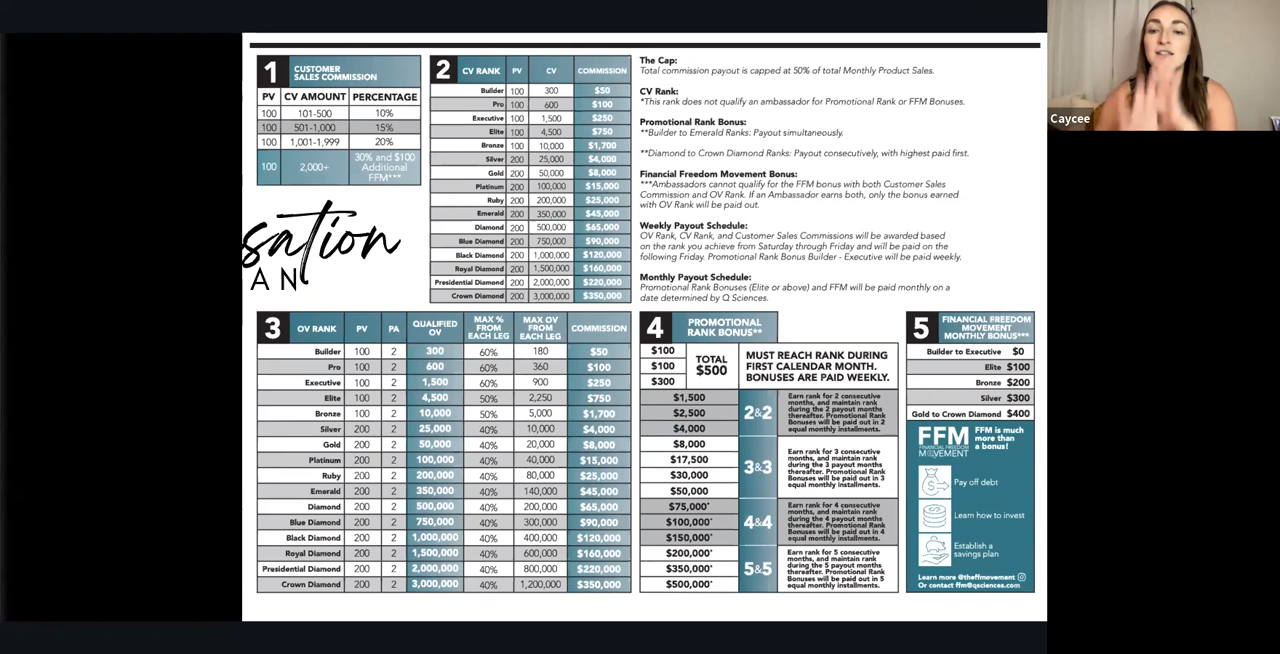 Caycee
1 CUSTOMER
SALES COMMISSION
PV CV AMOUNT PERCENTAGE
100 101-500 10%
100 501-1,000 15%
100 1,001-1,999 20%
100 2,000+ 30% and $100
Additional
FFM***
sation
A N
2 CV RANK PV CV COMMISSION
Builder 100 300 $50
Pro 100 600 $100
Executive 100 1,500 $250
Elite 100 4,500 $750
Bronze 100 10,000 $1,700
Silver 200 25,000 $4,000
Gold 200 50,000 $8,000
Platinum 200 100,000 $15,000
Ruby 200 200,000 $25,000
Emerald 200 350,000 $45,000
Diamond 200 500,000 $65,000
Blue Diamond 200 750,000 $90,000
Black Diamond 200 1,000,000 $120,000
Royal Diamond 200 1,500,000 $160,000
Presidential Diamond 200 2,000,000 $220,000
Crown Diamond 200 3,000,000 $350,000
The Cap:
Total commission payout is capped at 50% of total Monthly Product Sales.
CV Rank:
*This rank does not qualify an ambassador for Promotional Rank or FFM Bonuses.
Promotional Rank Bonus:
**Builder to Emerald Ranks: Payout simultaneously.
**Diamond to Crown Diamond Ranks: Payout consecutively, with highest paid first.
Financial Freedom Movement Bonus:
***Ambassadors cannot qualify for the FFM bonus with both Customer Sales
Commission and OV Rank. If an Ambassador earns both, only the bonus earned
with OV Rank will be paid out.
Weekly Payout Schedule:
OV Rank, CV Rank, and Customer Sales Commissions will be awarded based
on the rank you achieve from Saturday through Friday and will be paid on the
following Friday. Promotional Rank Bonus Builder - Executive will be paid weekly.
Monthly Payout Schedule:
Promotional Rank Bonuses (Elite or above) and FFM will be paid monthly on a
date determined by Q Sciences.
3 OV RANK PV PA QUALIFIED
OV MAX %
FROM
EACH LEG MAX OV
FROM
EACH LEG COMMISSION
Builder 100 2 300 60% 180 $50
Pro 100 2 600 60% 360 $100
Executive 100 2 1,500 60% 900 $250
Elite 100 2 4,500 50% 2,250 $750
Bronze 100 2 10,000 50% 5,000 $1,700
Silver 200 2 25,000 40% 10,000 $4,000
Gold 200 2 50,000 40% 20,000 $8,000
Platinum 200 2 100,000 40% 40,000 $15,000
Ruby 200 2 200,000 40% 80,000 $25,000
Emerald 200 2 350,000 40% 140,000 $45,000
Diamond 200 2 500,000 40% 200,000 $65,000
Blue Diamond 200 2 750,000 40% 300,000 $90,000
Black Diamond 200 2 1,000,000 40% 400,000 $120,000
Royal Diamond 200 2 1,500,000 40% 600,000 $160,000
Presidential Diamond 200 2 2,000,000 40% 800,000 $220,000
Crown Diamond 200 2 3,000,000 40% 1,200,000 $350,000
4 PROMOTIONAL
RANK BONUS**
$100
$100
$300
TOTAL
$500
MUST REACH RANK DURING
FIRST CALENDAR MONTH.
BONUSES ARE PAID WEEKLY.
$1,500
$2,500
$4,000
2&2
Earn rank for 2 consecutive
months, and maintain rank
during the 2 payout months
thereafter. Promotional Rank
Bonuses will be paid out in 2
equal monthly installments.
$8,000
$17,500
$30,000
$50,000
3&3
Earn rank for 3 consecutive
months, and maintain rank
during the 3 payout months
thereafter. Promotional Rank
Bonuses will be paid out in 3
equal monthly installments.
$75,000*
$100,000*
$150,000*
4&4
Earn rank for 4 consecutive
months, and maintain rank
during the 4 payout months
thereafter. Promotional Rank
Bonuses will be paid out in 4
equal monthly installments.
$200,000*
$350,000*
$500,000*
5&5
Earn rank for 5 consecutive
months, and maintain rank
during the 5 payout months
thereafter. Promotional Rank
Bonuses will be paid out in 5
equal monthly installments.
5 FINANCIAL FREEDOM
MOVEMENT
MONTHLY BONUS***
Builder to Executive $0
Elite $100
Bronze $200
Silver $300
Gold to Crown Diamond $400
FFM
FINANCIAL FREEDOM
MOVEMENT
FFM is much
more than
a bonus!
Pay off debt
Learn how to invest
Establish a
savings plan
Learn more @theffmovement
Or contact ffm@qsciences.com